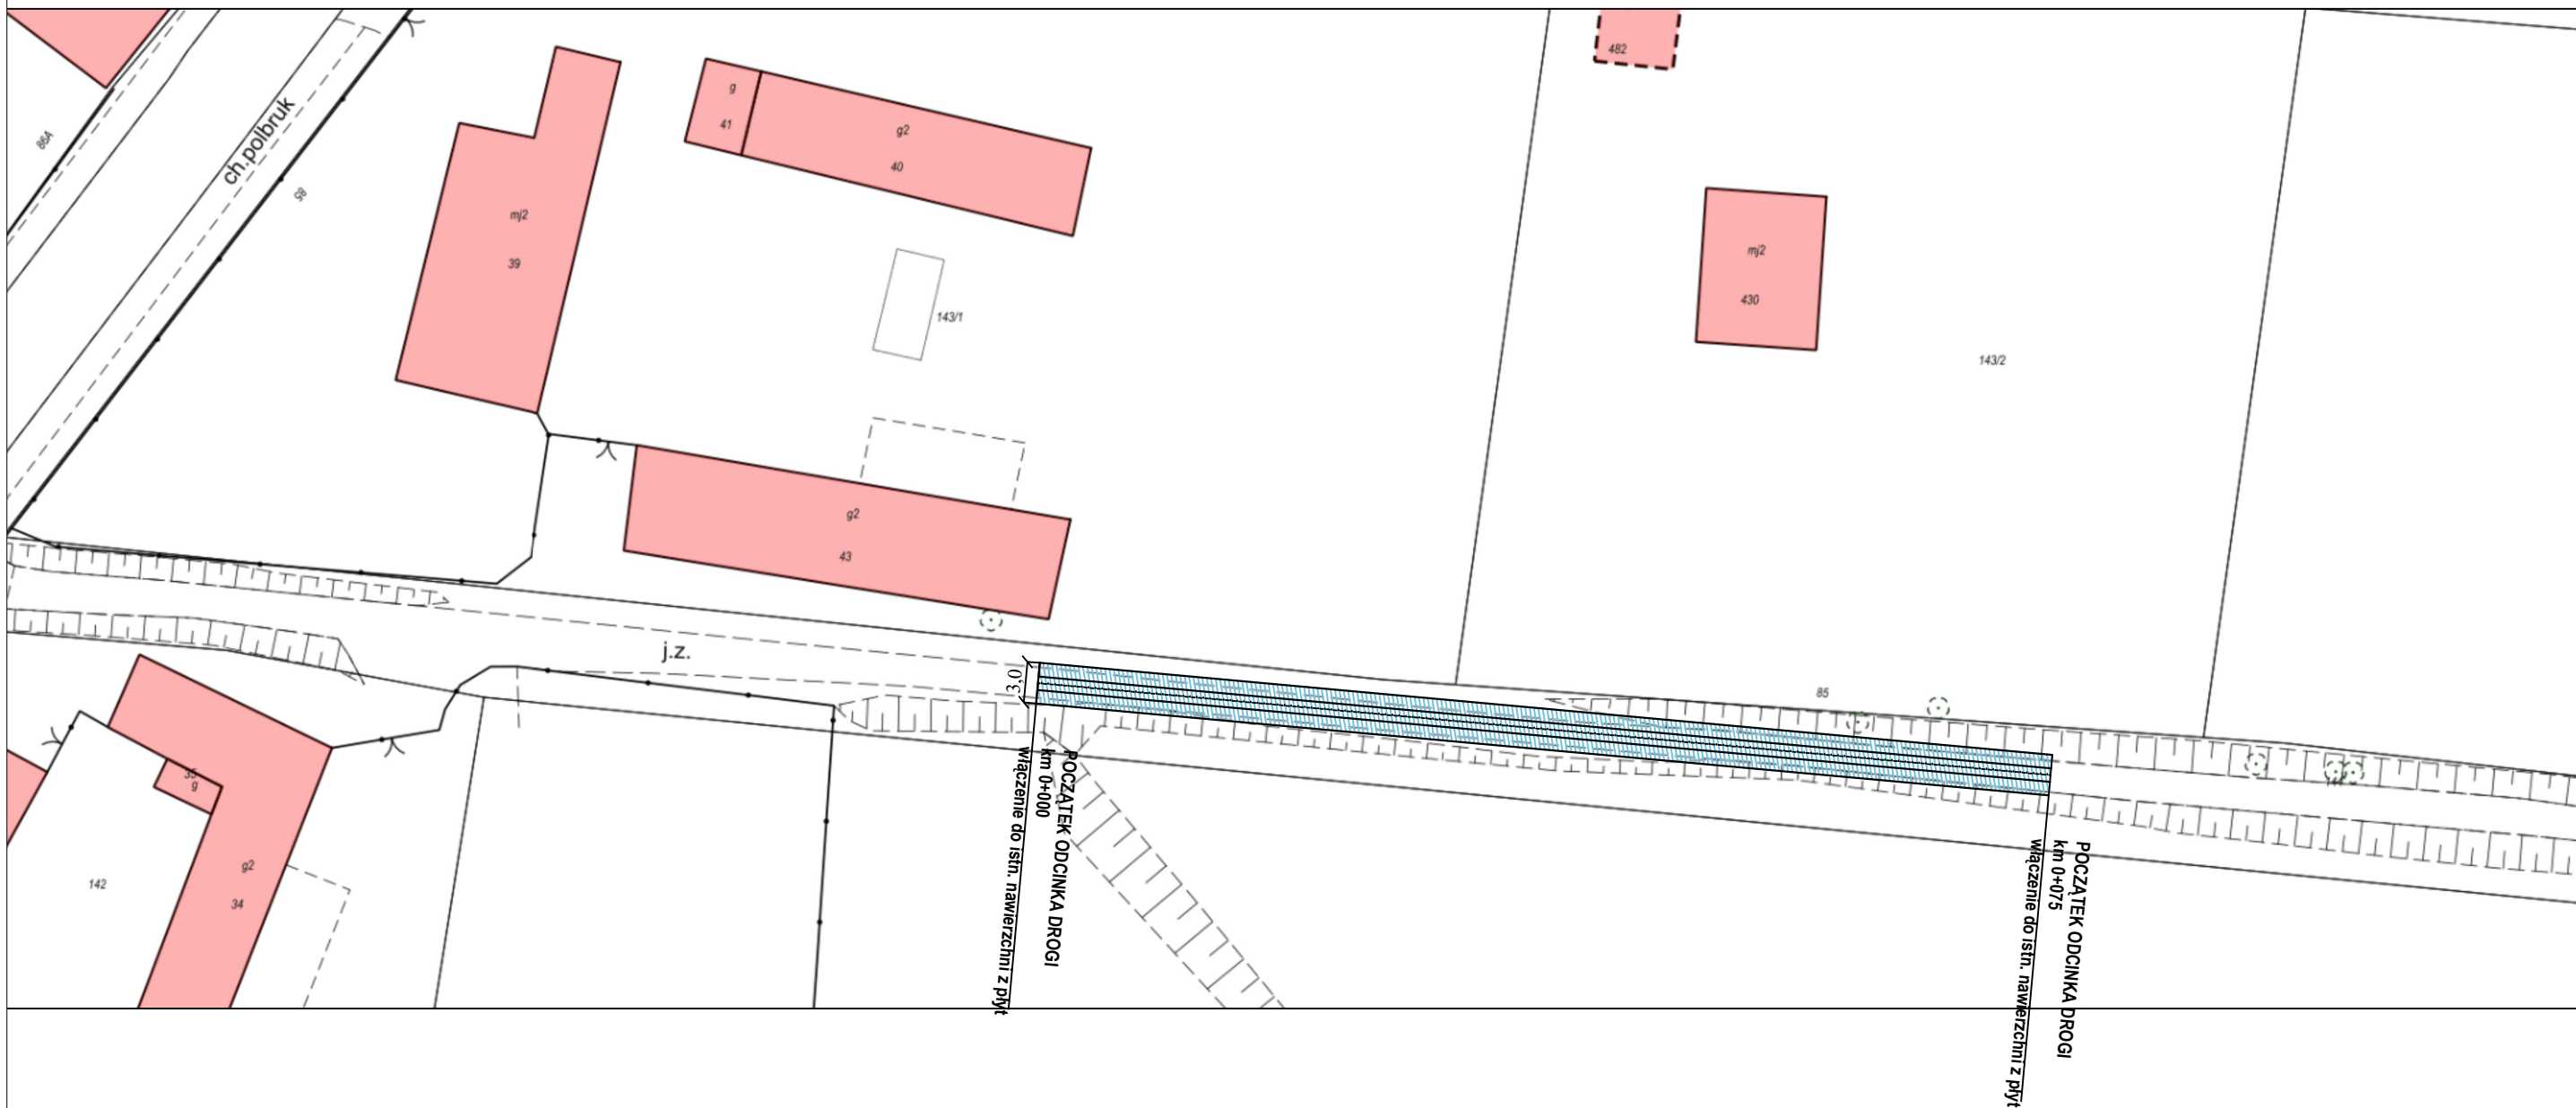 482
86A
ch.polbruk
85
g
41
g2
40
mj2
39
mj2
430
143/1
143/2
g2
43
j.z.
3,0
85
35
g
g2
34
142
POCZĄTEK ODCINKA DROGI
km 0+000
włączenie do istn. nawierzchni z płyt
POCZĄTEK ODCINKA DROGI
km 0+075
włączenie do istn. nawierzchni z płyt